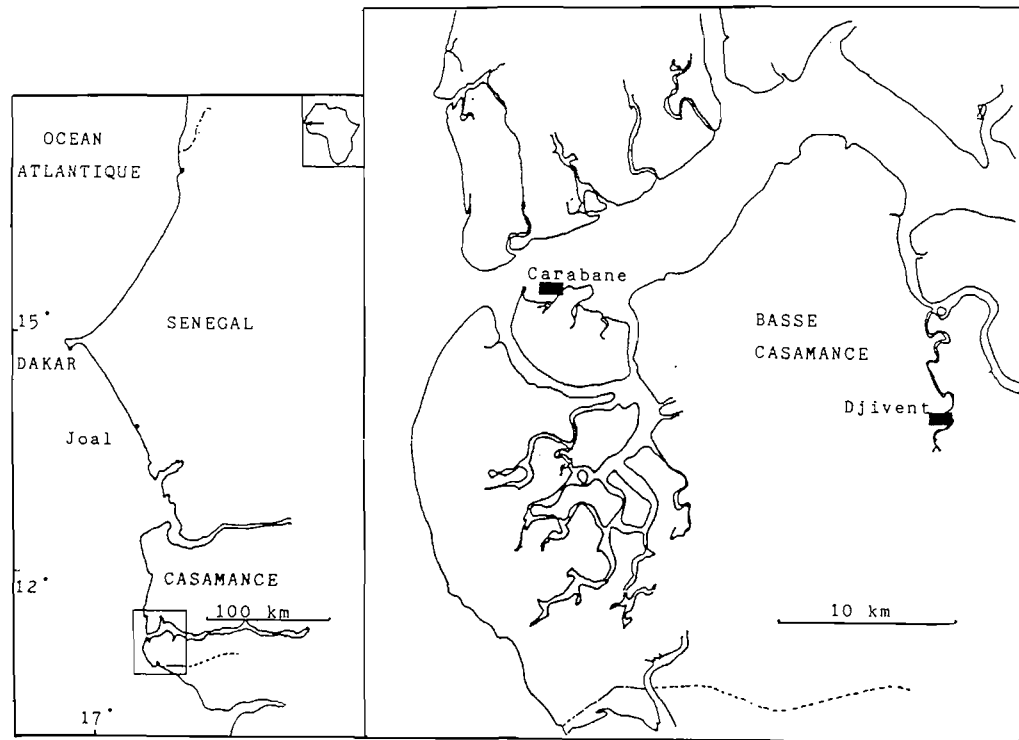 OCEAN
ATLANTIQUE
15°
SENEGAL
DAKAR
Joal
12°
CASAMANCE
100 km
17°
Carabane
BASSE
CASAMANCE
Djivent
10 km